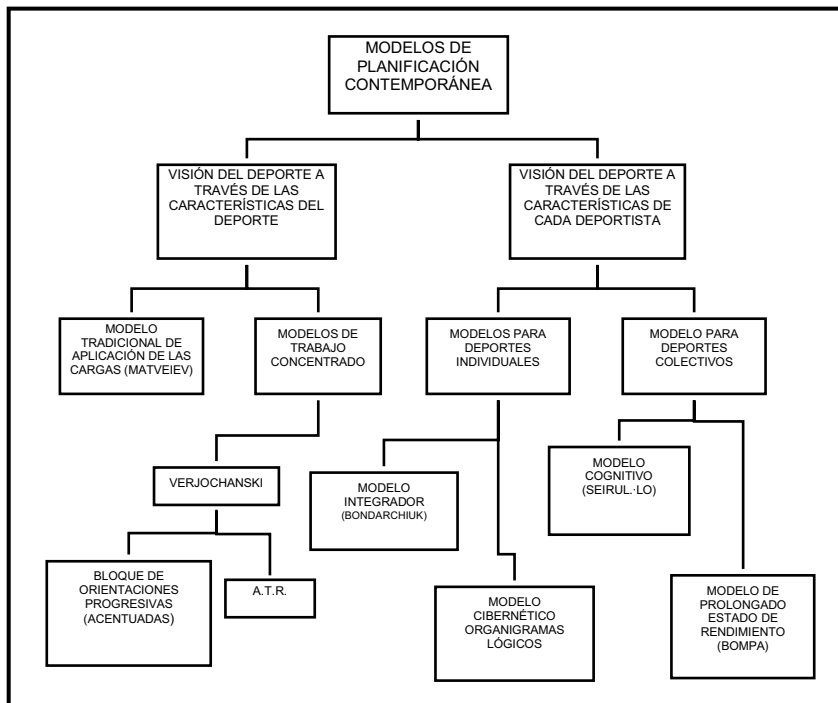 MODELOS DE
PLANIFICACIÓN
CONTEMPORÁNEA
VISIÓN DEL DEPORTE A
TRAVÉS DE LAS
CARACTERÍSTICAS DEL
DEPORTE
VISIÓN DEL DEPORTE A
TRAVÉS DE LAS
CARACTERÍSTICAS DE
CADA DEPORTISTA
MODELO
TRADICIONAL DE
APLICACIÓN DE LAS
CARGAS (MATVEIEV)
MODELOS DE
TRABAJO
CONCENTRADO
MODELOS PARA
DEPORTES
INDIVIDUALES
MODELO PARA
DEPORTES
COLECTIVOS
VERJOCHANSKI
MODELO
INTEGRADOR
(BONDARCHIUK)
MODELO
COGNITIVO
(SEIRUL·LO)
BLOQUE DE
ORIENTACIONES
PROGRESIVAS
(ACENTUADAS)
A.T.R.
MODELO
CIBERNÉTICO
ORGANIGRAMAS
LÓGICOS
MODELO DE
PROLONGADO
ESTADO DE
RENDIMIENTO
(BOMPA)